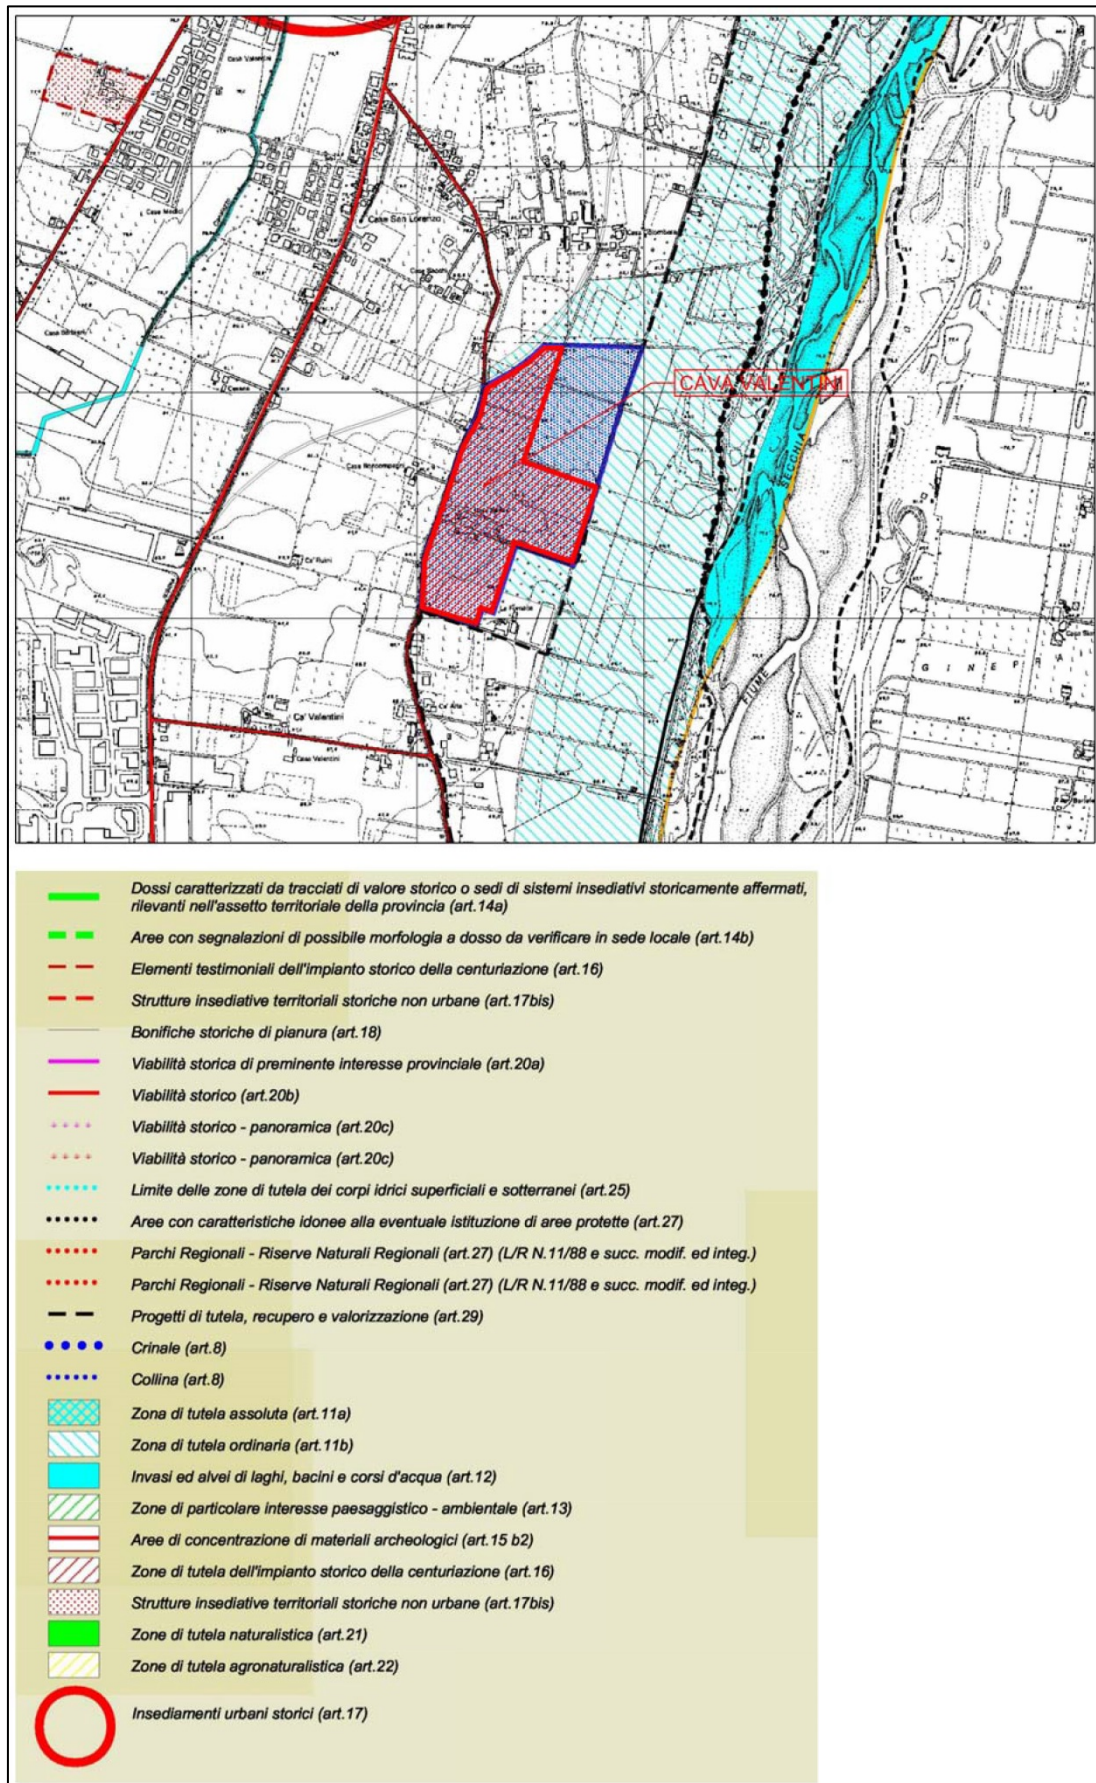 Casa del Parroco
Casa Valentini
Casa Medici
Casa San Lorenzo
Casa Colombara
CAVA VALENTINI
SECCHIA
Ca' Ruini
FIUME
GINEFRA
Ca' Valentini
Casa Valentini
Dossi caratterizzati da tracciati di valore storico o sedi di sistemi insediativi storicamente affermati,
rilevanti nell'assetto territoriale della provincia (art.14a)
Aree con segnalazioni di possibile morfologia a dosso da verificare in sede locale (art.14b)
Elementi testimoniali dell'impianto storico della centuriazione (art.16)
Strutture insediative territoriali storiche non urbane (art.17bis)
Bonifiche storiche di pianura (art.18)
Viabilità storica di preminente interesse provinciale (art.20a)
Viabilità storico (art.20b)
Viabilità storico - panoramica (art.20c)
Viabilità storico - panoramica (art.20c)
Limite delle zone di tutela dei corpi idrici superficiali e sotterranei (art.25)
Aree con caratteristiche idonee alla eventuale istituzione di aree protette (art.27)
Parchi Regionali - Riserve Naturali Regionali (art.27) (L/R N.11/88 e succ. modif. ed integ.)
Parchi Regionali - Riserve Naturali Regionali (art.27) (L/R N.11/88 e succ. modif. ed integ.)
Progetti di tutela, recupero e valorizzazione (art.29)
Crinale (art.8)
Collina (art.8)
Zona di tutela assoluta (art.11a)
Zona di tutela ordinaria (art.11b)
Invasi ed alvei di laghi, bacini e corsi d'acqua (art.12)
Zone di particolare interesse paesaggistico - ambientale (art.13)
Aree di concentrazione di materiali archeologici (art.15 b2)
Zone di tutela dell'impianto storico della centuriazione (art.16)
Strutture insediative territoriali storiche non urbane (art.17bis)
Zone di tutela naturalistica (art.21)
Zone di tutela agronaturalistica (art.22)
Insediamenti urbani storici (art.17)